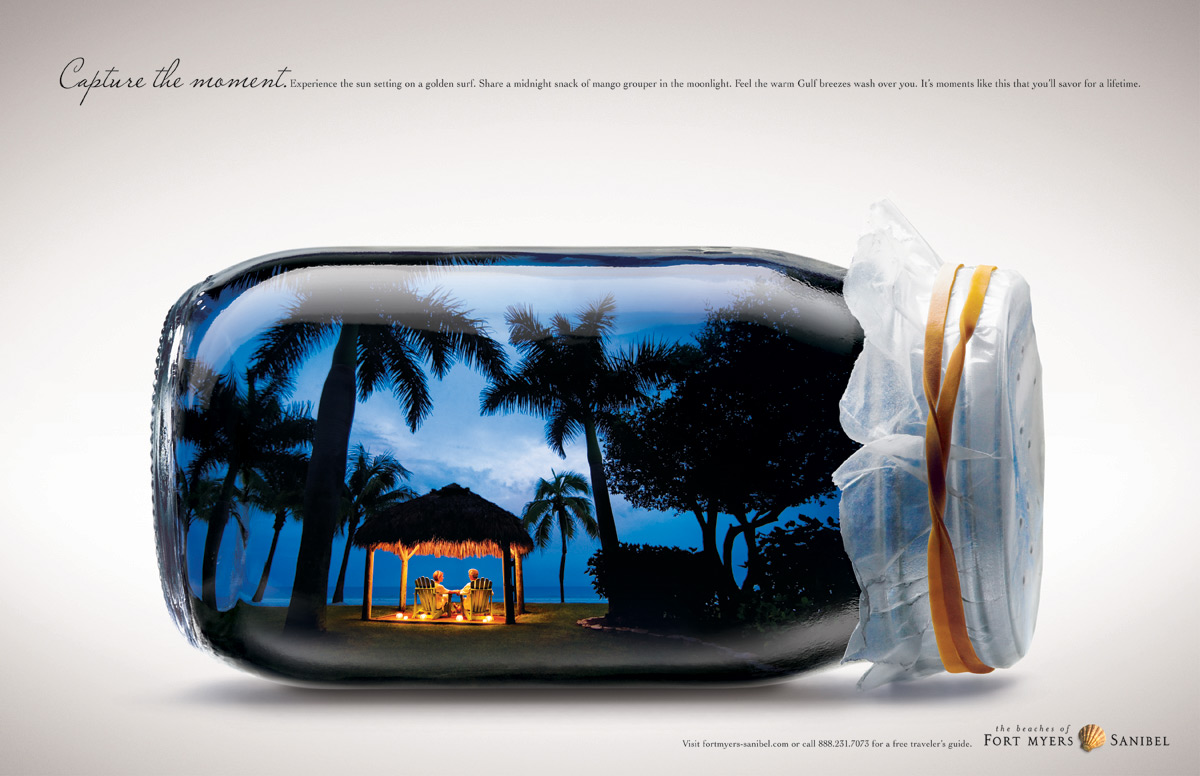 Capture the moment. Experience the sun setting on a golden surf. Share a midnight snack of mango grouper in the moonlight. Feel the warm Gulf breezes wash over you. It's moments like this that you'll savor for a lifetime.
the beaches of
Visit fortmyers-sanibel.com or call 888.231.7073 for a free traveler's guide. FORT MYERS SANIBEL